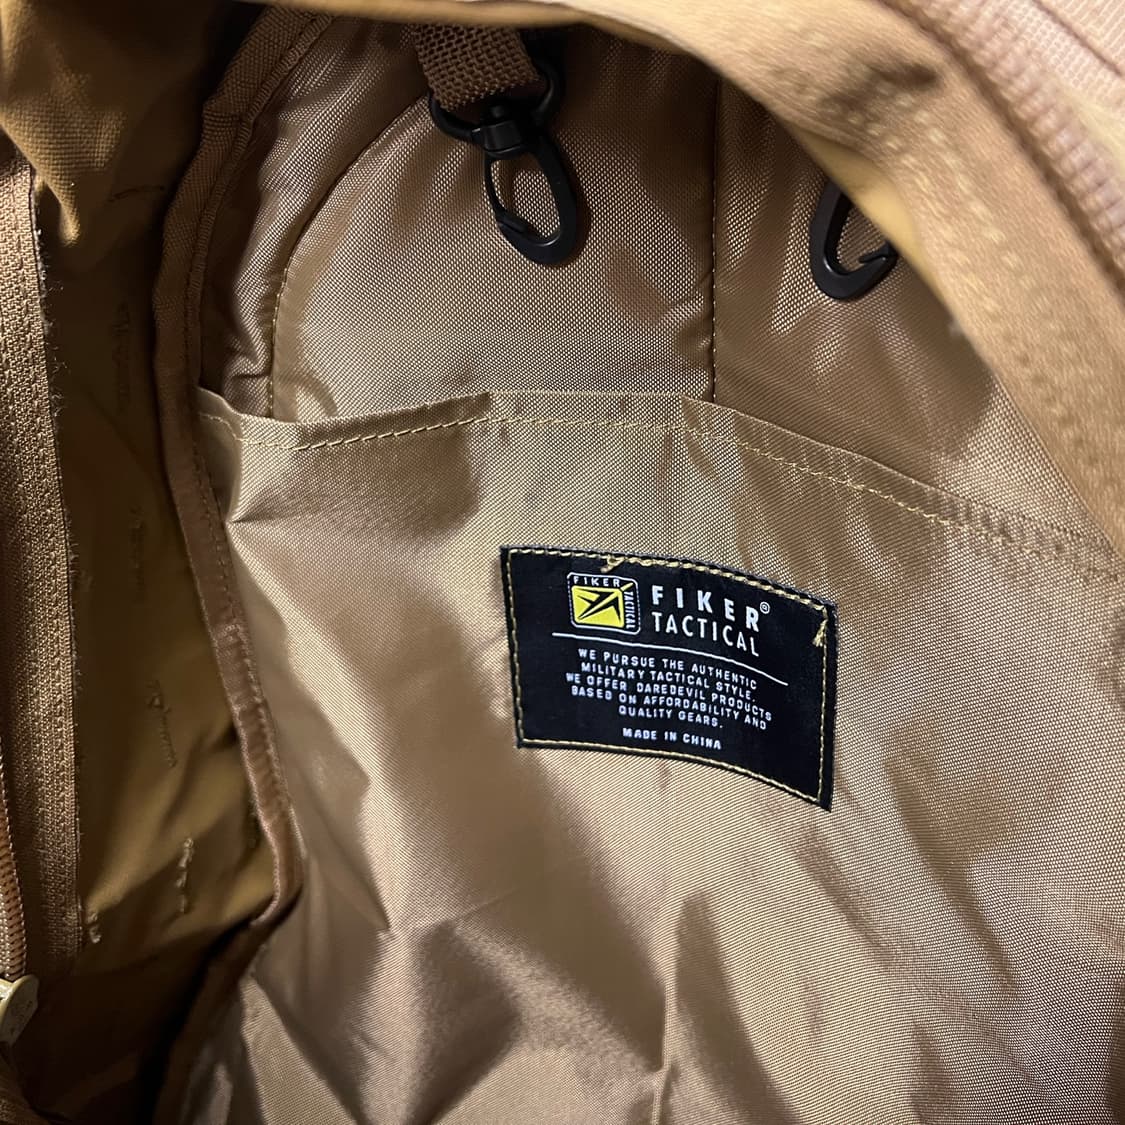 FIKER
TACTICAL
FIKER®
TACTICAL
WE PURSUE THE AUTHENTIC
MILITARY TACTICAL STYLE.
WE OFFER DAREDEVIL PRODUCTS
BASED ON AFFORDABILITY AND
QUALITY GEARS.
MADE IN CHINA